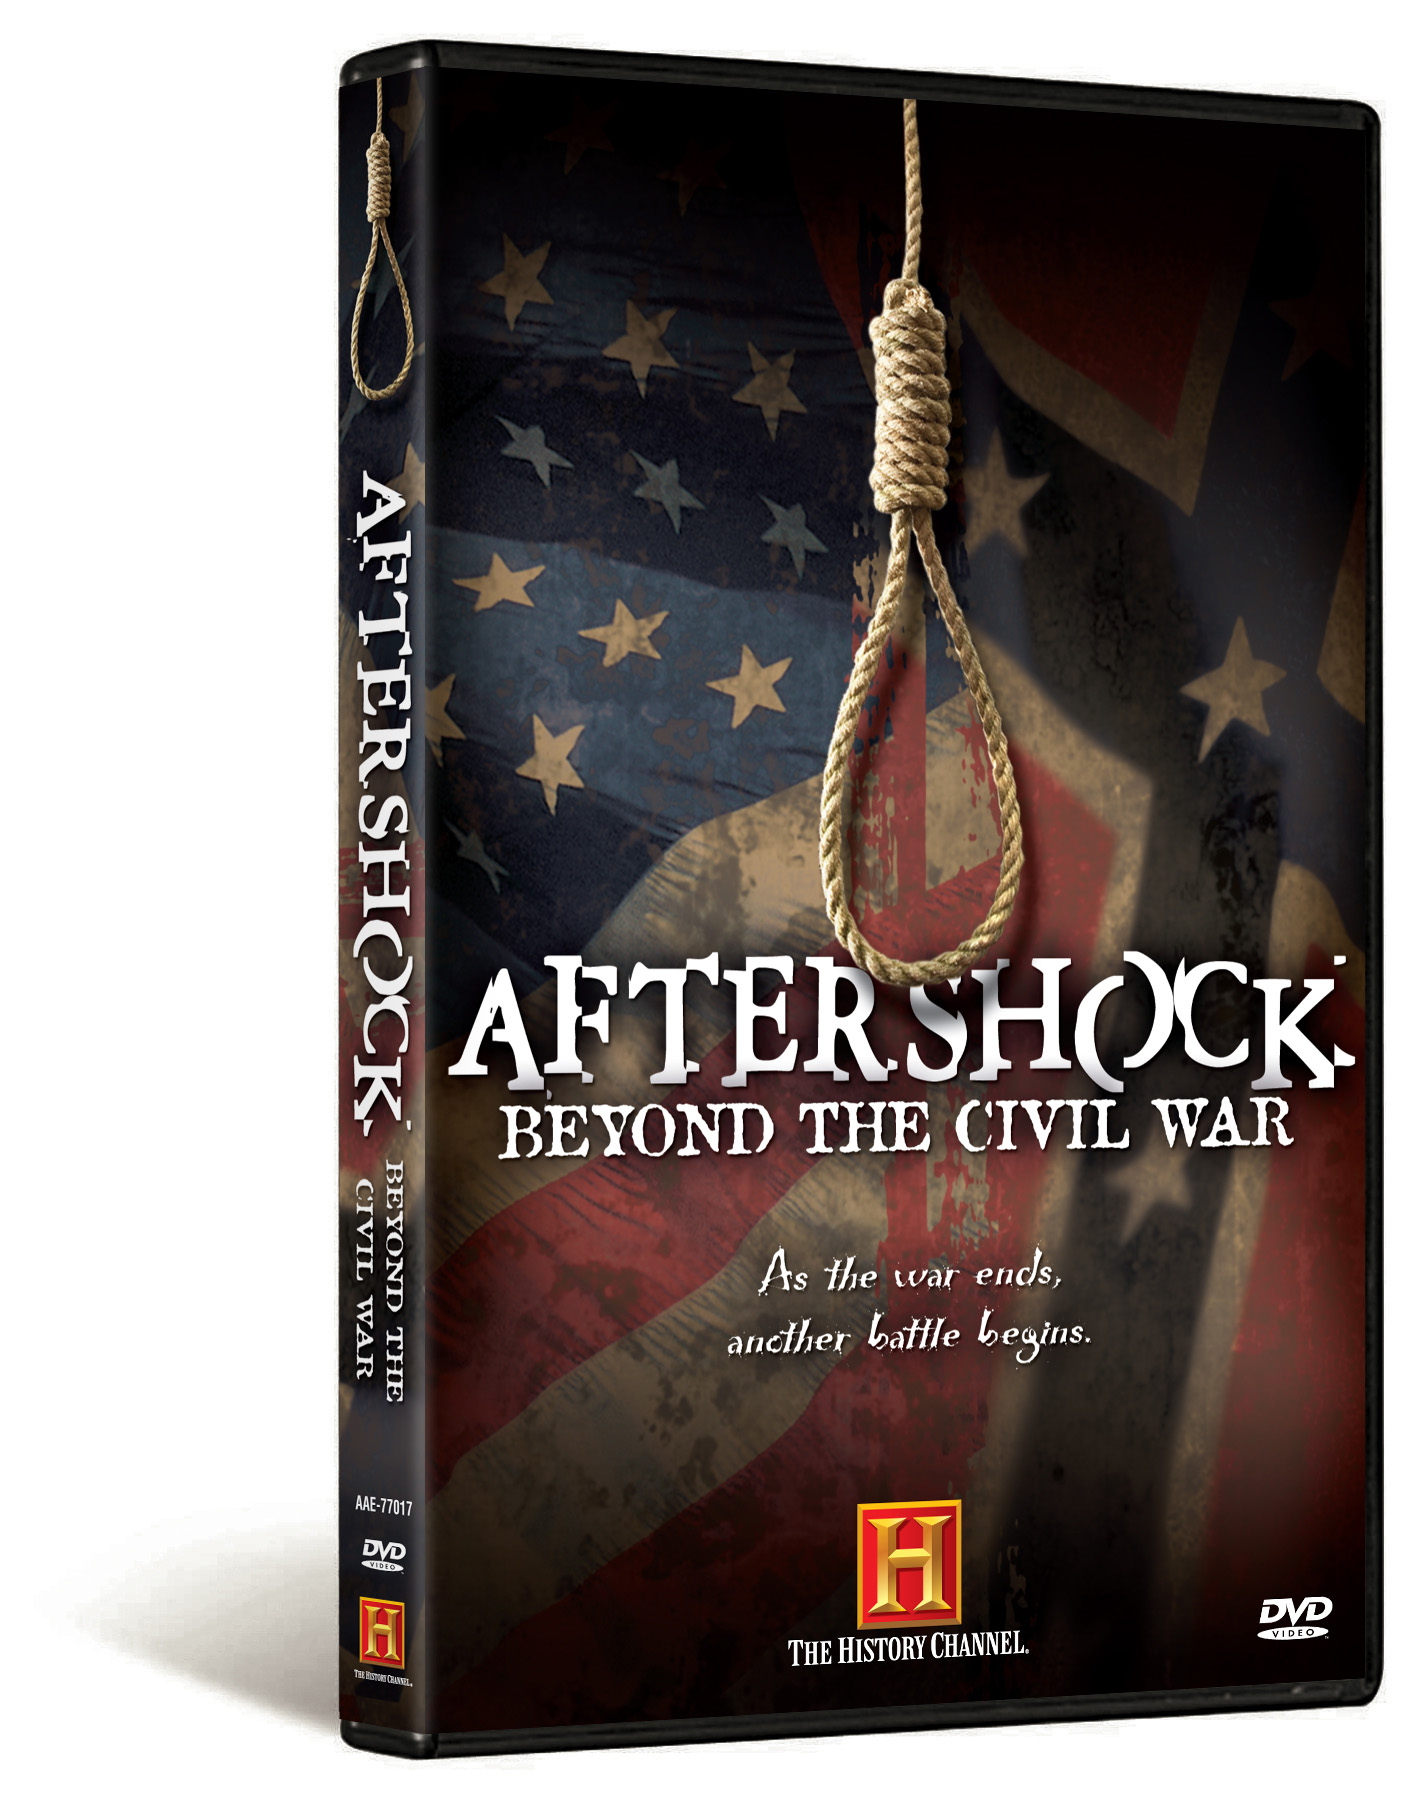 AFTERSHOCK
BEYOND THE
CIVIL WAR
AAE-77017
DVD
VIDEO
H
THE HISTORY CHANNEL.
AFTERSHOCK
BEYOND THE CIVIL WAR
As the war ends,
another battle begins.
H
THE HISTORY CHANNEL.
DVD
VIDEO